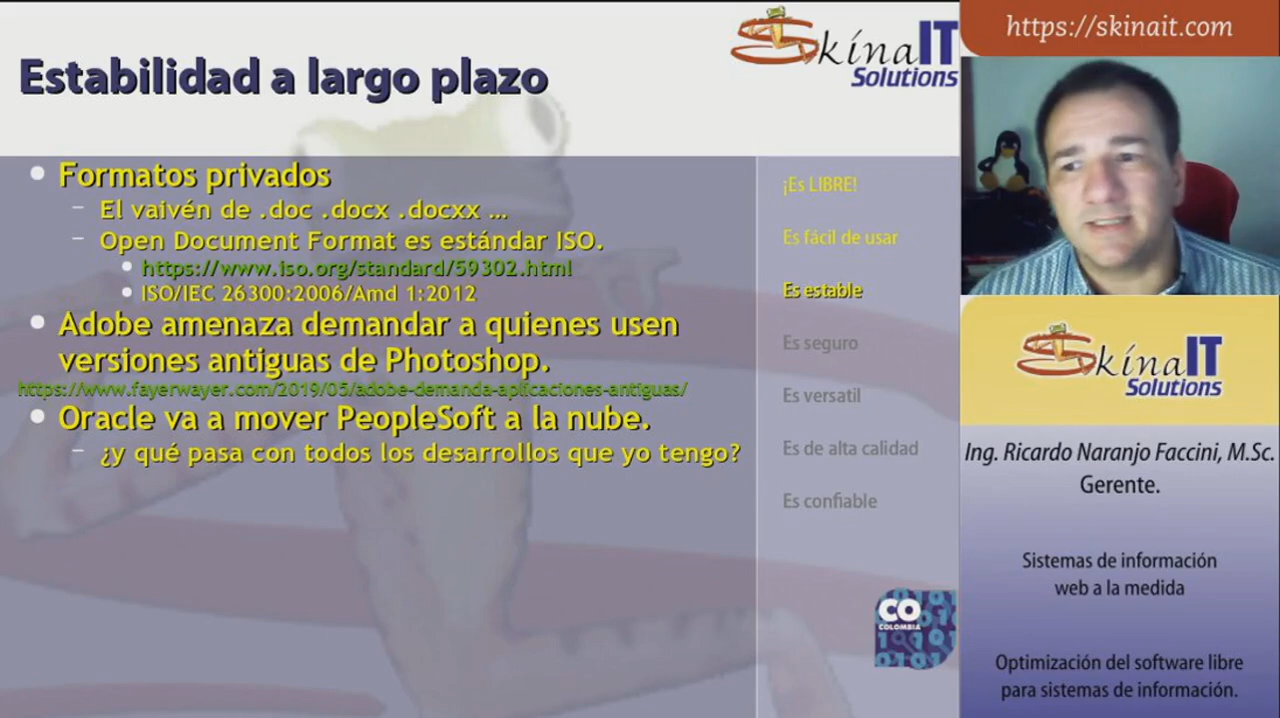 Estabilidad a largo plazo
Skína IT
Solutions
https://skinait.com
Formatos privados
El vaivén de .doc .docx .docxx ...
Open Document Format es estándar ISO.
https://www.iso.org/standard/59302.html
ISO/IEC 26300:2006/Amd 1:2012
Adobe amenaza demandar a quienes usen
versiones antiguas de Photoshop.
https://www.fayerwayer.com/2019/05/adobe-demanda-aplicaciones-antiguas/
Oracle va a mover PeopleSoft a la nube.
¿y qué pasa con todos los desarrollos que yo tengo?
¡Es LIBRE!
Es fácil de usar
Es estable
Es seguro
Es versatil
Es de alta calidad
Es confiable
CO
COLOMBIA
Skína IT
Solutions
Ing. Ricardo Naranjo Faccini, M.Sc.
Gerente.
Sistemas de información
web a la medida
Optimización del software libre
para sistemas de información.